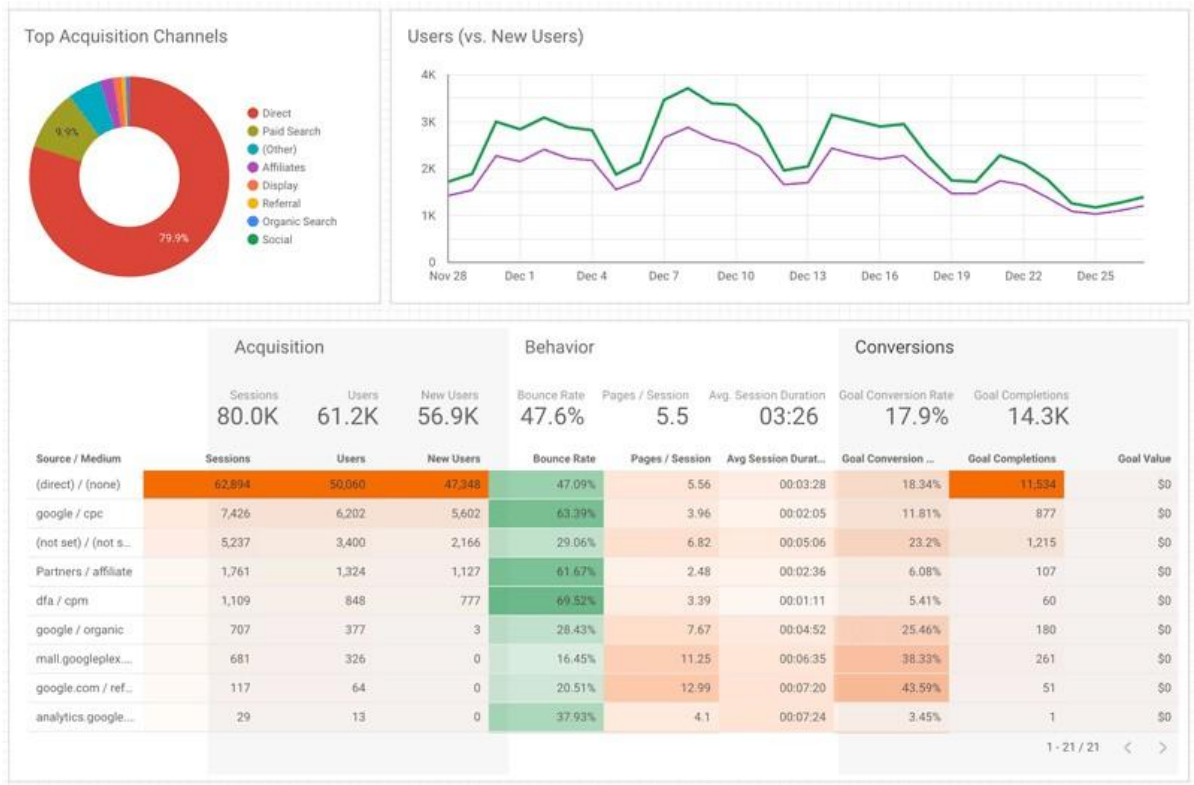 Top Acquisition Channels
9.9%
79.9%
Direct
Paid Search
(Other)
Affiliates
Display
Referral
Organic Search
Social
Users (vs. New Users)
4K
3K
2K
1K
0
Nov 28 Dec 1 Dec 4 Dec 7 Dec 10 Dec 13 Dec 16 Dec 19 Dec 22 Dec 25
Acquisition Behavior Conversions
Sessions Users New Users Bounce Rate Pages / Session Avg. Session Duration Goal Conversion Rate Goal Completions
80.0K 61.2K 56.9K 47.6% 5.5 03:26 17.9% 14.3K
Source / Medium Sessions Users New Users Bounce Rate Pages / Session Avg Session Durat... Goal Conversion ... Goal Completions Goal Value
(direct) / (none) 62,894 50,060 47,348 47.09% 5.56 00:03:28 18.34% 11,534 $0
google / cpc 7,426 6,202 5,602 63.39% 3.96 00:02:05 11.81% 877 $0
(not set) / (not s... 5,237 3,400 2,166 29.06% 6.82 00:05:06 23.2% 1,215 $0
Partners / affiliate 1,761 1,324 1,127 61.67% 2.48 00:02:36 6.08% 107 $0
dfa / cpm 1,109 848 777 69.52% 3.39 00:01:11 5.41% 60 $0
google / organic 707 377 3 28.43% 7.67 00:04:52 25.46% 180 $0
mall.googleplex.... 681 326 0 16.45% 11.25 00:06:35 38.33% 261 $0
google.com / ref... 117 64 0 20.51% 12.99 00:07:20 43.59% 51 $0
analytics.google... 29 13 0 37.93% 4.1 00:07:24 3.45% 1 $0
1 - 21 / 21 < >